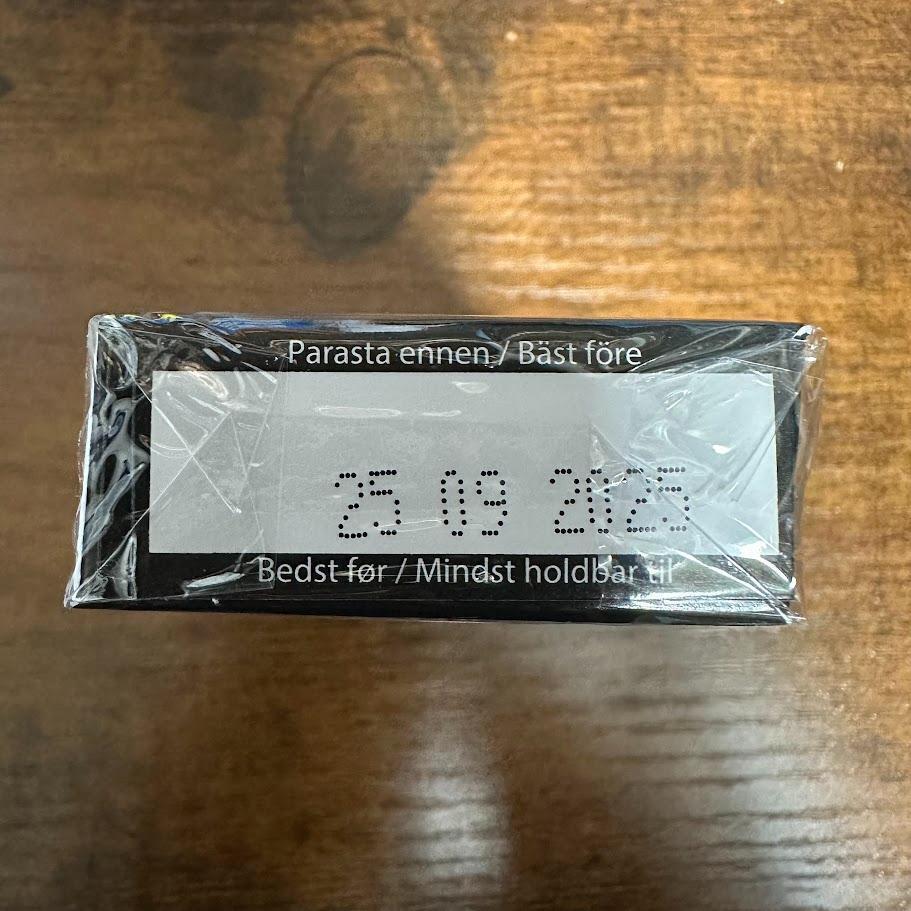 Parasta ennen / Bäst före
25 09 2025
Bedst før / Mindst holdbar til